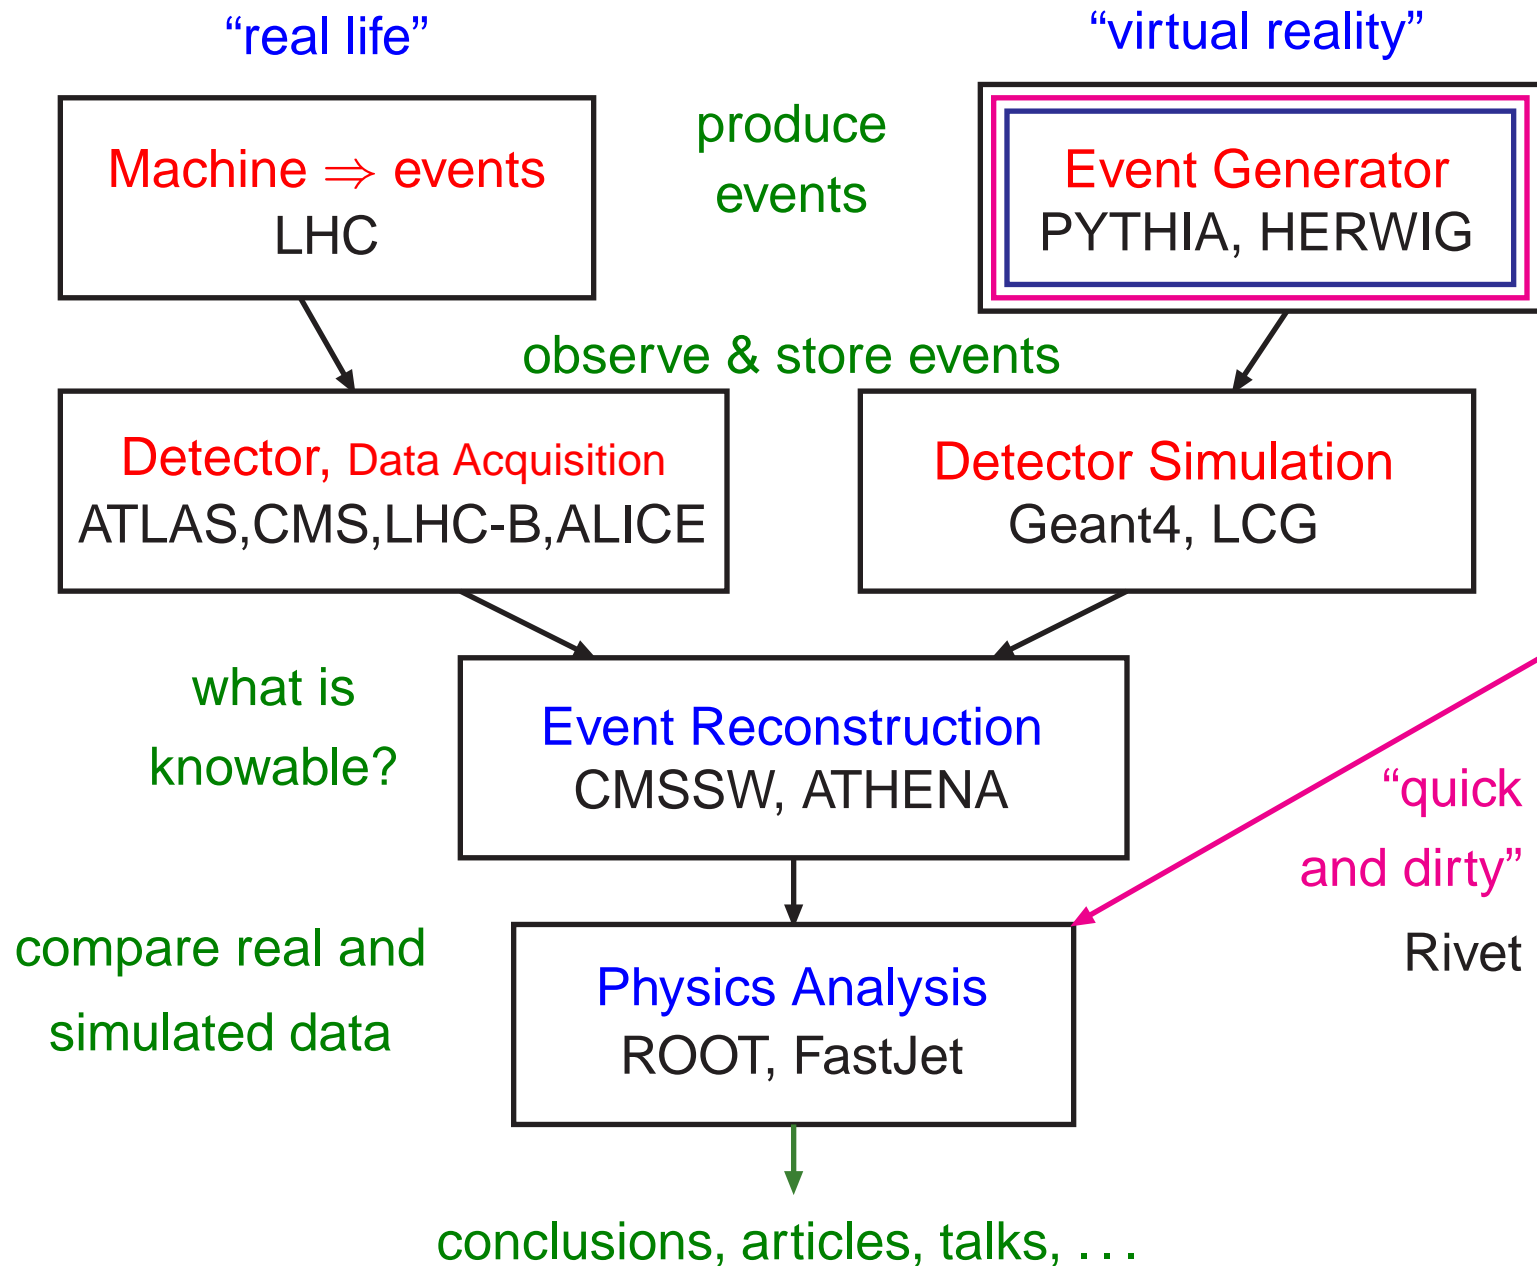 “real life”
“virtual reality”
Machine ⇒ events
LHC
produce
events
Event Generator
PYTHIA, HERWIG
observe & store events
Detector, Data Acquisition
ATLAS,CMS,LHC-B,ALICE
Detector Simulation
Geant4, LCG
what is
knowable?
Event Reconstruction
CMSSW, ATHENA
“quick
and dirty”
Rivet
compare real and
simulated data
Physics Analysis
ROOT, FastJet
conclusions, articles, talks, . . .